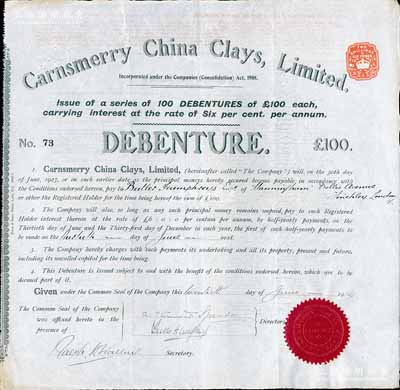 Carnsmerry China Clays, Limited.
Incorporated under the Companies (Consolidation) Act, 1908.
Issue of a series of 100 DEBENTURES of £100 each,
carrying interest at the rate of Six per cent. per annum.
DEBENTURE.
No. 73 £100.
1. Carnsmerry China Clays, Limited, (hereinafter called "The Company") will, on the 30th day
of June, or on such earlier date as the principal moneys hereby secured become payable in accordance with
the Conditions endorsed hereon, pay to Humphreys of
or other the Registered Holder for the time being hereof the sum of £100.
2. The Company will also, so long as any such principal money remains unpaid, pay to such Registered
Holder interest thereon at the rate of £6 : 0 : 0 per centum per annum, by half-yearly payments, on the
Thirtieth day of June and the Thirty-first day of December in each year, the first of such half-yearly payments to
be made on the day of June next.
3. The Company hereby charges with such payments its undertaking and all its property, present and future,
including its uncalled capital for the time being.
4. This Debenture is issued subject to and with the benefit of the conditions endorsed hereon, which are to be
deemed part of it.
Given under the Common Seal of the Company this day of June
The Common Seal of the Company
was affixed hereto in the
presence of
Directors
Secretary.